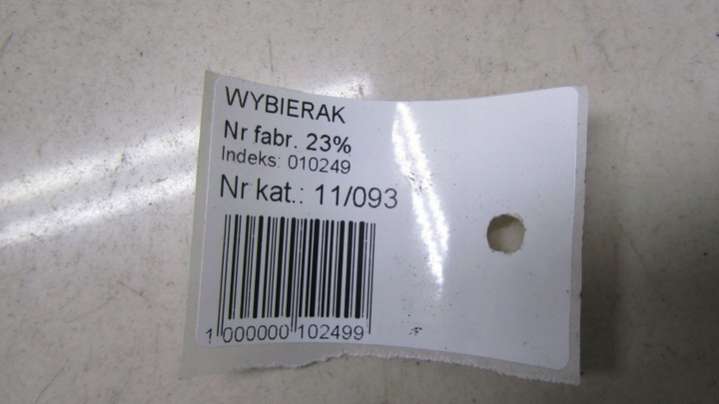 WYBIERAK
Nr fabr. 23%
Indeks: 010249
Nr kat.: 11/093
1 000000 102499